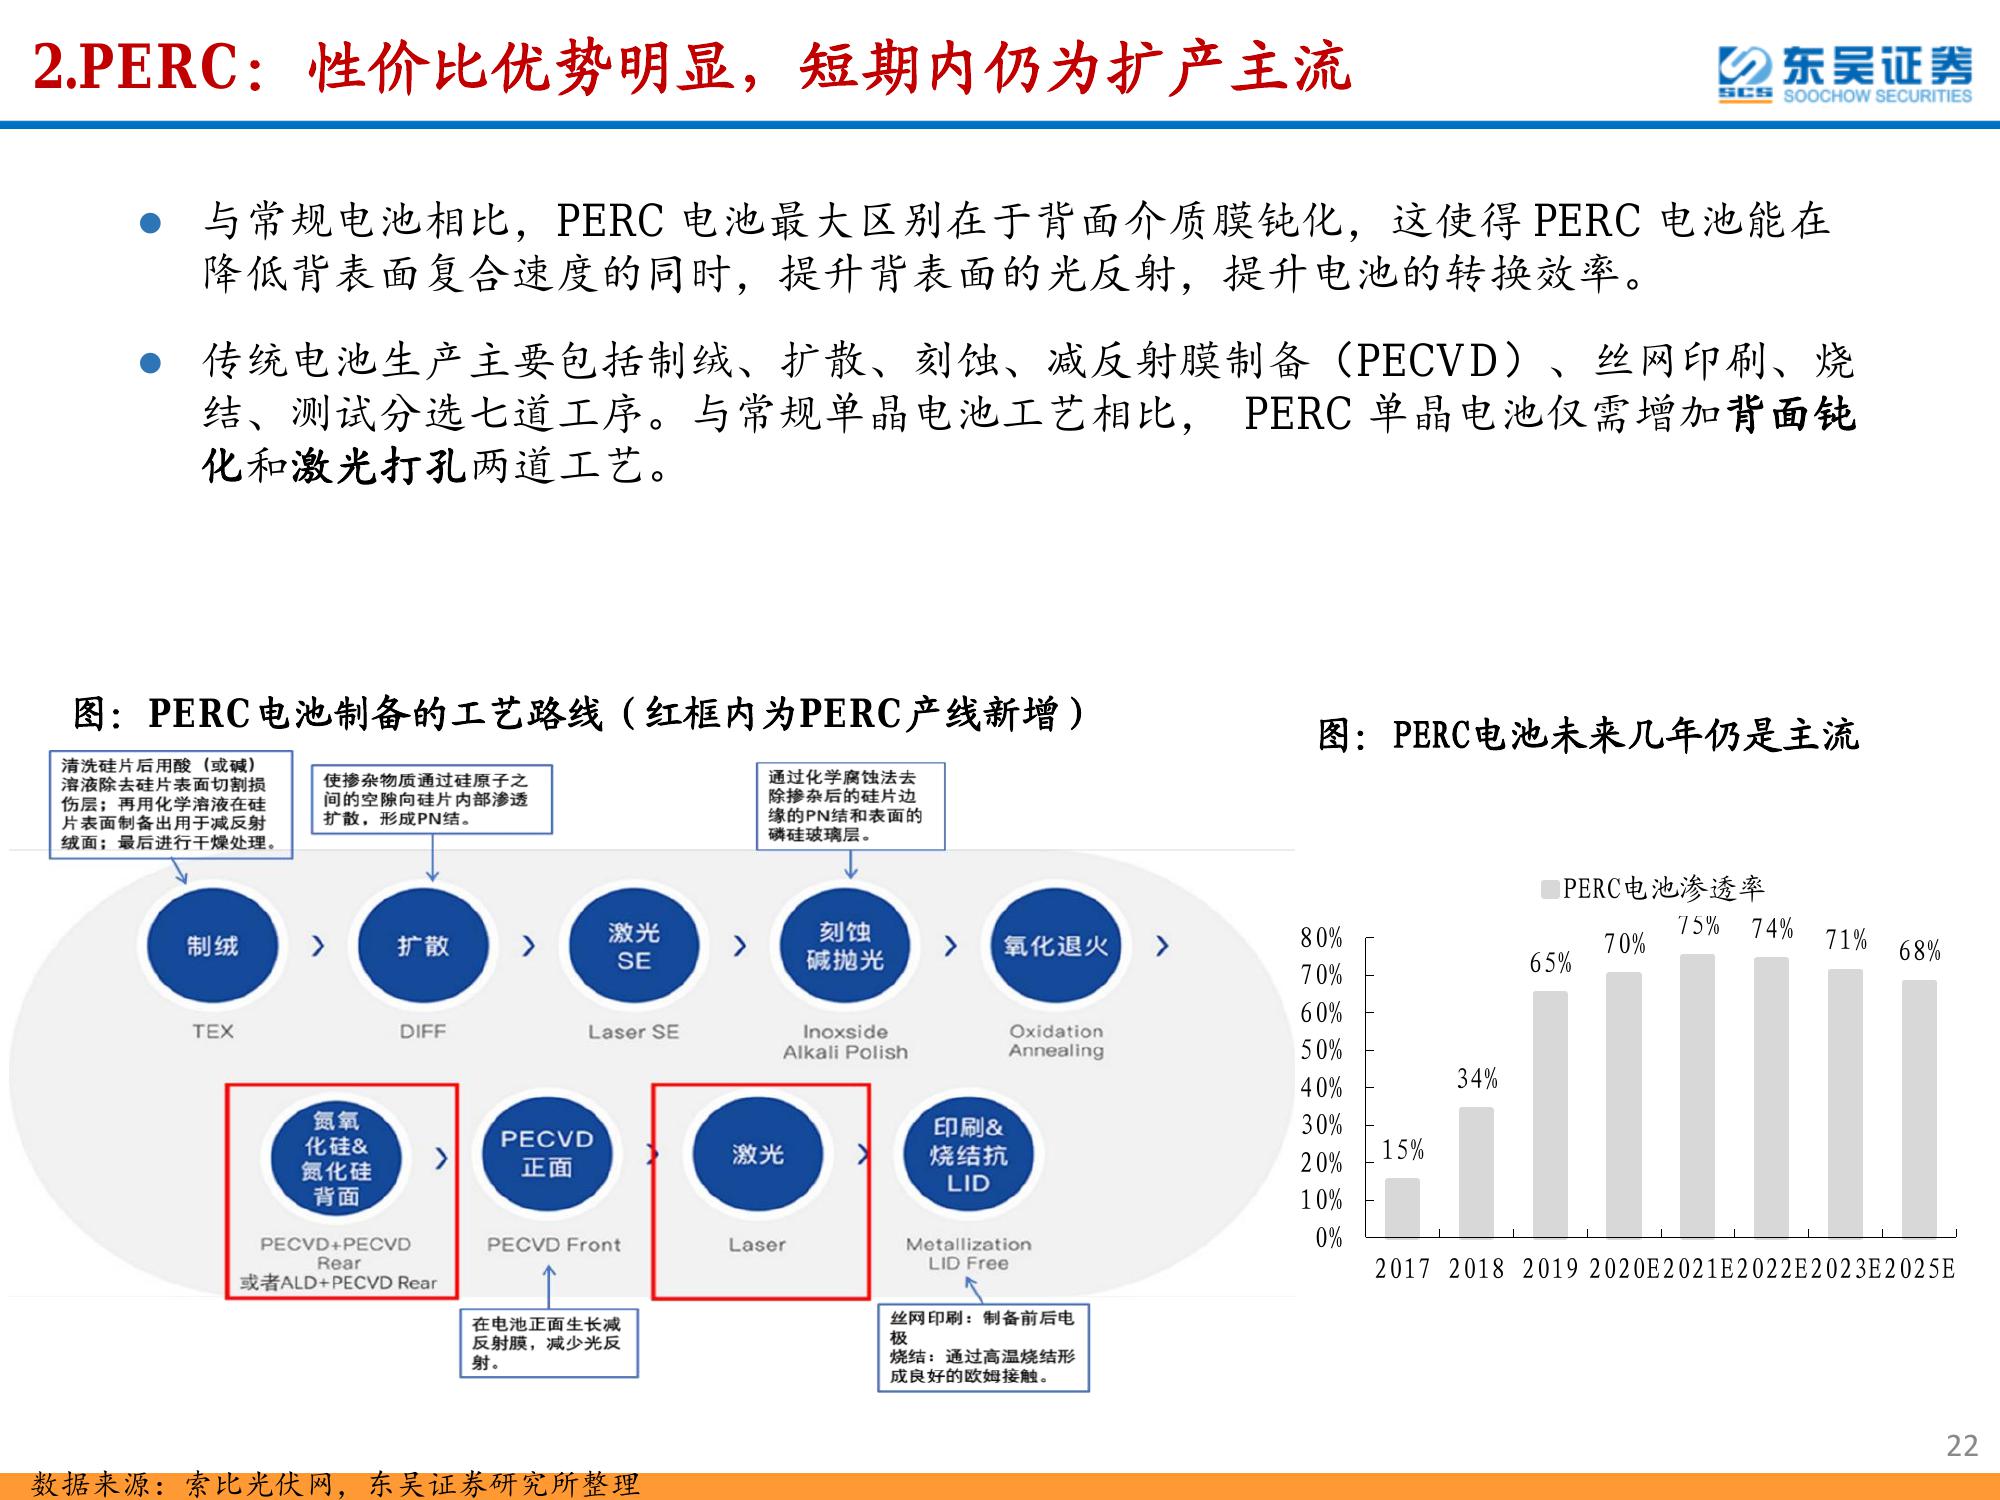 2.PERC：性价比优势明显，短期内仍为扩产主流
东吴证券
SCS
SOOCHOW SECURITIES
与常规电池相比，PERC 电池最大区别在于背面介质膜钝化，这使得 PERC 电池能在
降低背表面复合速度的同时，提升背表面的光反射，提升电池的转换效率。
传统电池生产主要包括制绒、扩散、刻蚀、减反射膜制备（PECVD）、丝网印刷、烧
结、测试分选七道工序。与常规单晶电池工艺相比， PERC 单晶电池仅需增加背面钝
化和激光打孔两道工艺。
图：PERC电池制备的工艺路线（红框内为PERC产线新增）
清洗硅片后用酸（或碱）
溶液除去硅片表面切割损
伤层；再用化学溶液在硅
片表面制备出用于减反射
绒面；最后进行干燥处理。
使掺杂物质通过硅原子之
间的空隙向硅片内部渗透
扩散，形成PN结。
通过化学腐蚀法去
除掺杂后的硅片边
缘的PN结和表面的
磷硅玻璃层。
制绒
扩散
激光
SE
刻蚀
碱抛光
氧化退火
TEX
DIFF
Laser SE
Inoxside
Alkali Polish
Oxidation
Annealing
氮氧
化硅&
氮化硅
背面
PECVD
正面
激光
印刷&
烧结抗
LID
PECVD+PECVD
Rear
或者ALD+PECVD Rear
PECVD Front
Laser
Metallization
LID Free
在电池正面生长减
反射膜，减少光反
射。
丝网印刷：制备前后电
极
烧结：通过高温烧结形
成良好的欧姆接触。
图：PERC电池未来几年仍是主流
PERC电池渗透率
80%
70%
60%
50%
40%
30%
20%
10%
0%
15%
34%
65%
70%
75%
74%
71%
68%
2017 2018 2019 2020E 2021E 2022E 2023E 2025E
22
数据来源：索比光伏网，东吴证券研究所整理